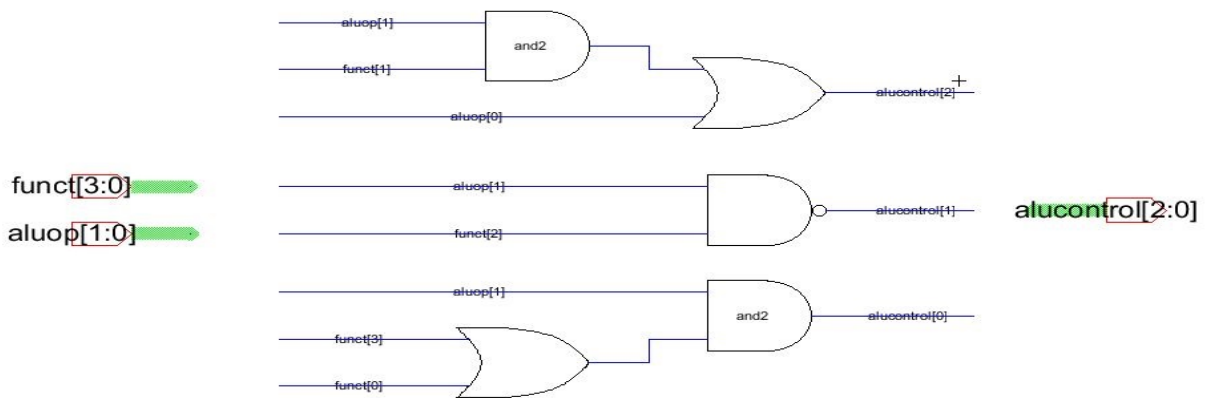 aluop[1]
and2
funct[1]
alucontrol[2]
aluop[0]
funct[3:0]
aluop[1]
alucontrol[1]
alucontrol[2:0]
aluop[1:0]
funct[2]
aluop[1]
and2
alucontrol[0]
funct[3]
funct[0]